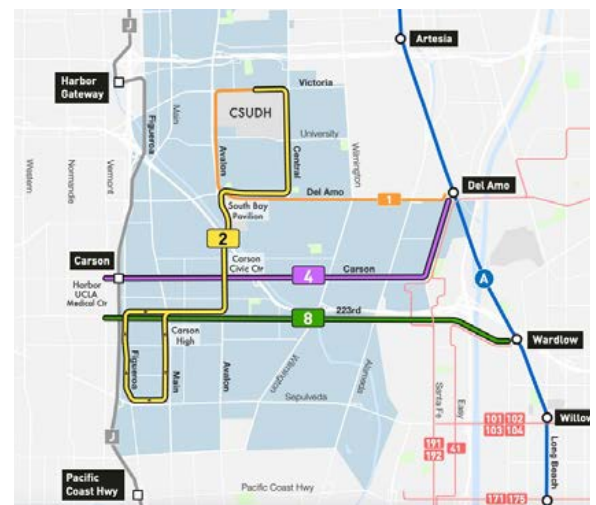 J
Artesia
Harbor
Gateway
Victoria
Main
CSUDH
University
Figueroa
Avalon
Central
Wilmington
Western
Normandie
Vermont
Del Amo
1
Del Amo
South Bay
Pavilion
2
Carson
Civic Ctr
Carson
4
Carson
A
Harbor
UCLA
Medical Ctr
8
223rd
Carson
High
Wardlow
Figueroa
Main
Avalon
Wilmington
Alameda
Santa Fe
Easy
Sepulveda
101 102
103 104
Willow
J
191
192
41
Long Beach
Pacific
Coast Hwy
Pacific Coast Hwy
171 175